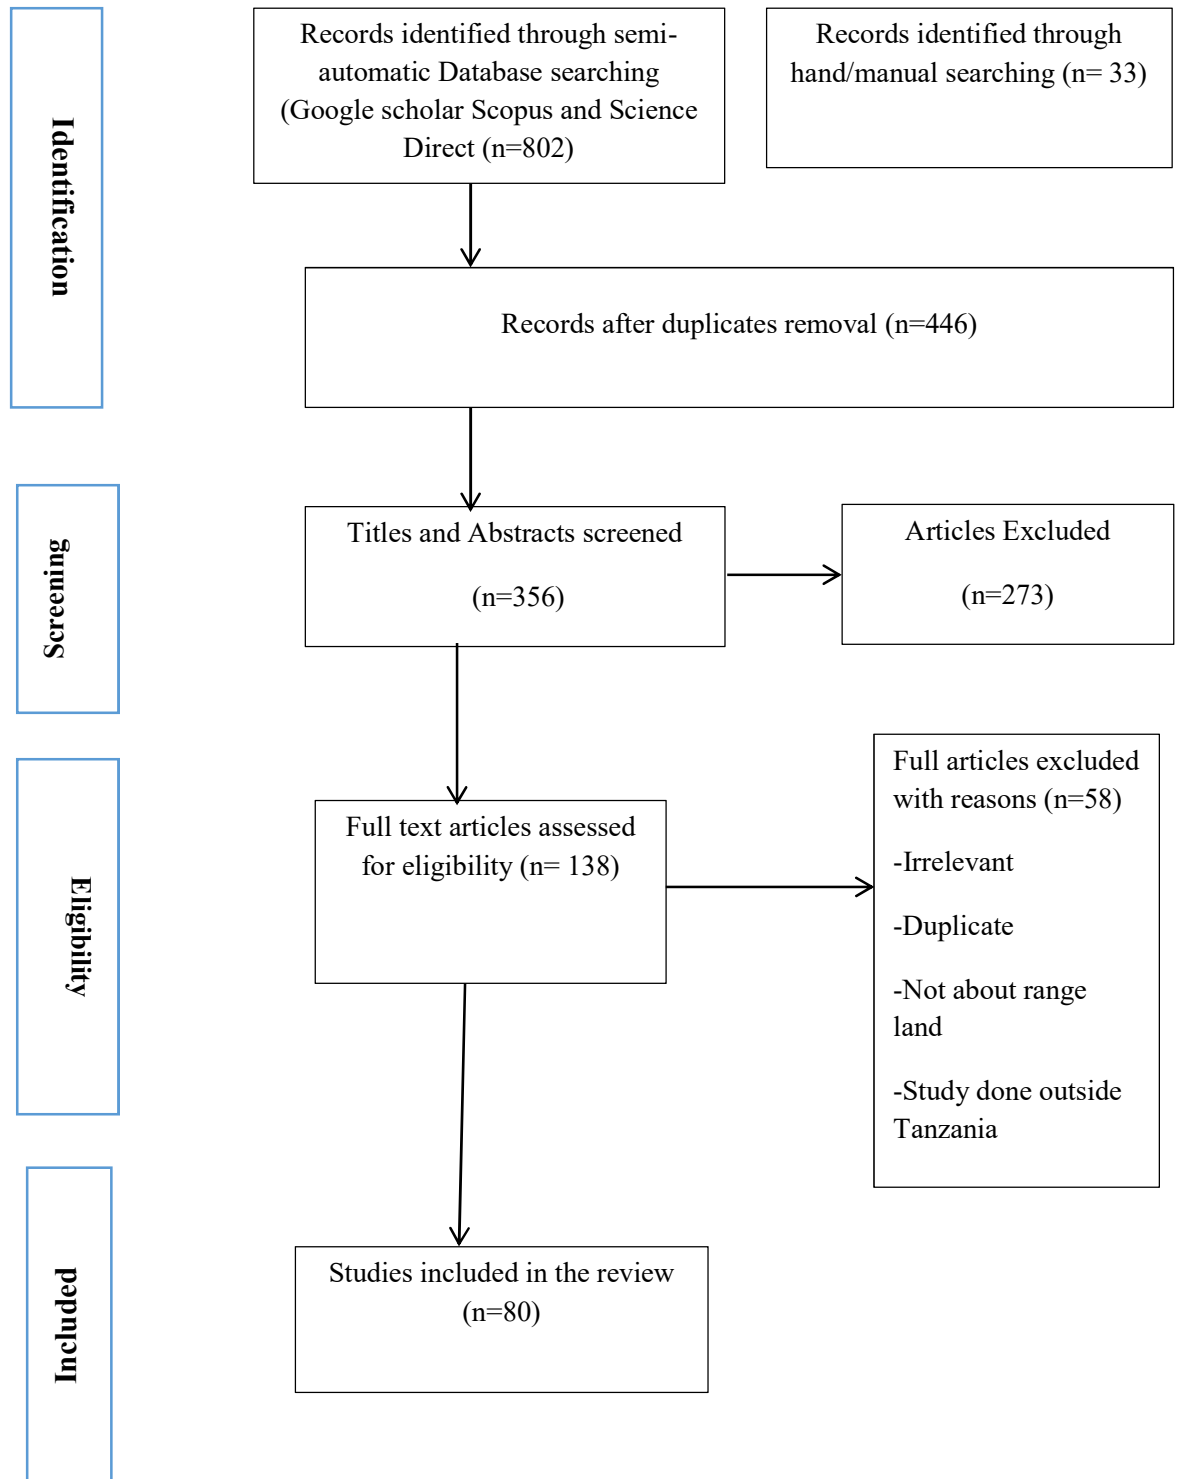 Identification
Records identified through semi-
automatic Database searching
(Google scholar Scopus and Science
Direct (n=802)
Records identified through
hand/manual searching (n= 33)
Records after duplicates removal (n=446)
Screening
Titles and Abstracts screened
(n=356)
Articles Excluded
(n=273)
Eligibility
Full text articles assessed
for eligibility (n= 138)
Full articles excluded
with reasons (n=58)
-Irrelevant
-Duplicate
-Not about range
land
-Study done outside
Tanzania
Included
Studies included in the review
(n=80)